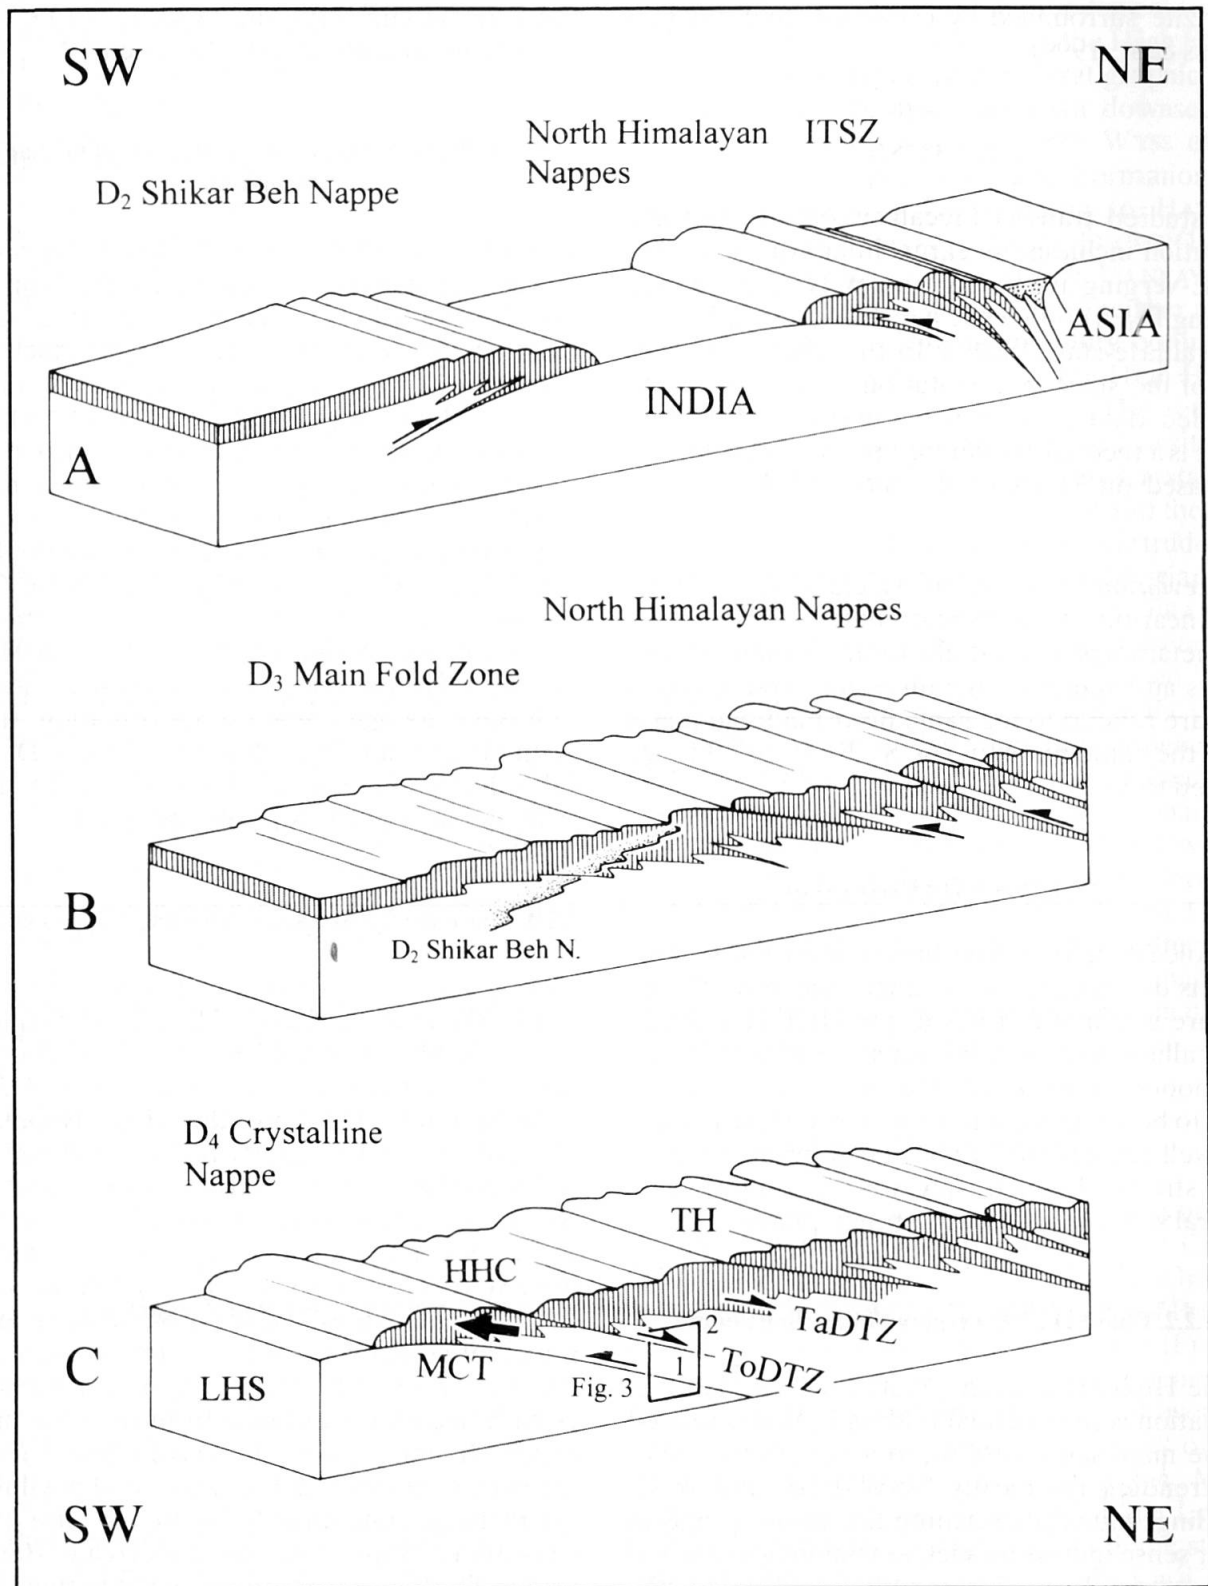 SW NE
North Himalayan ITSZ
Nappes
D₂ Shikar Beh Nappe
ASIA
INDIA
A
North Himalayan Nappes
D₃ Main Fold Zone
B
D₂ Shikar Beh N.
D₄ Crystalline
Nappe
TH
HHC
2
TaDTZ
MCT
1
ToDTZ
C
LHS
Fig. 3
SW NE